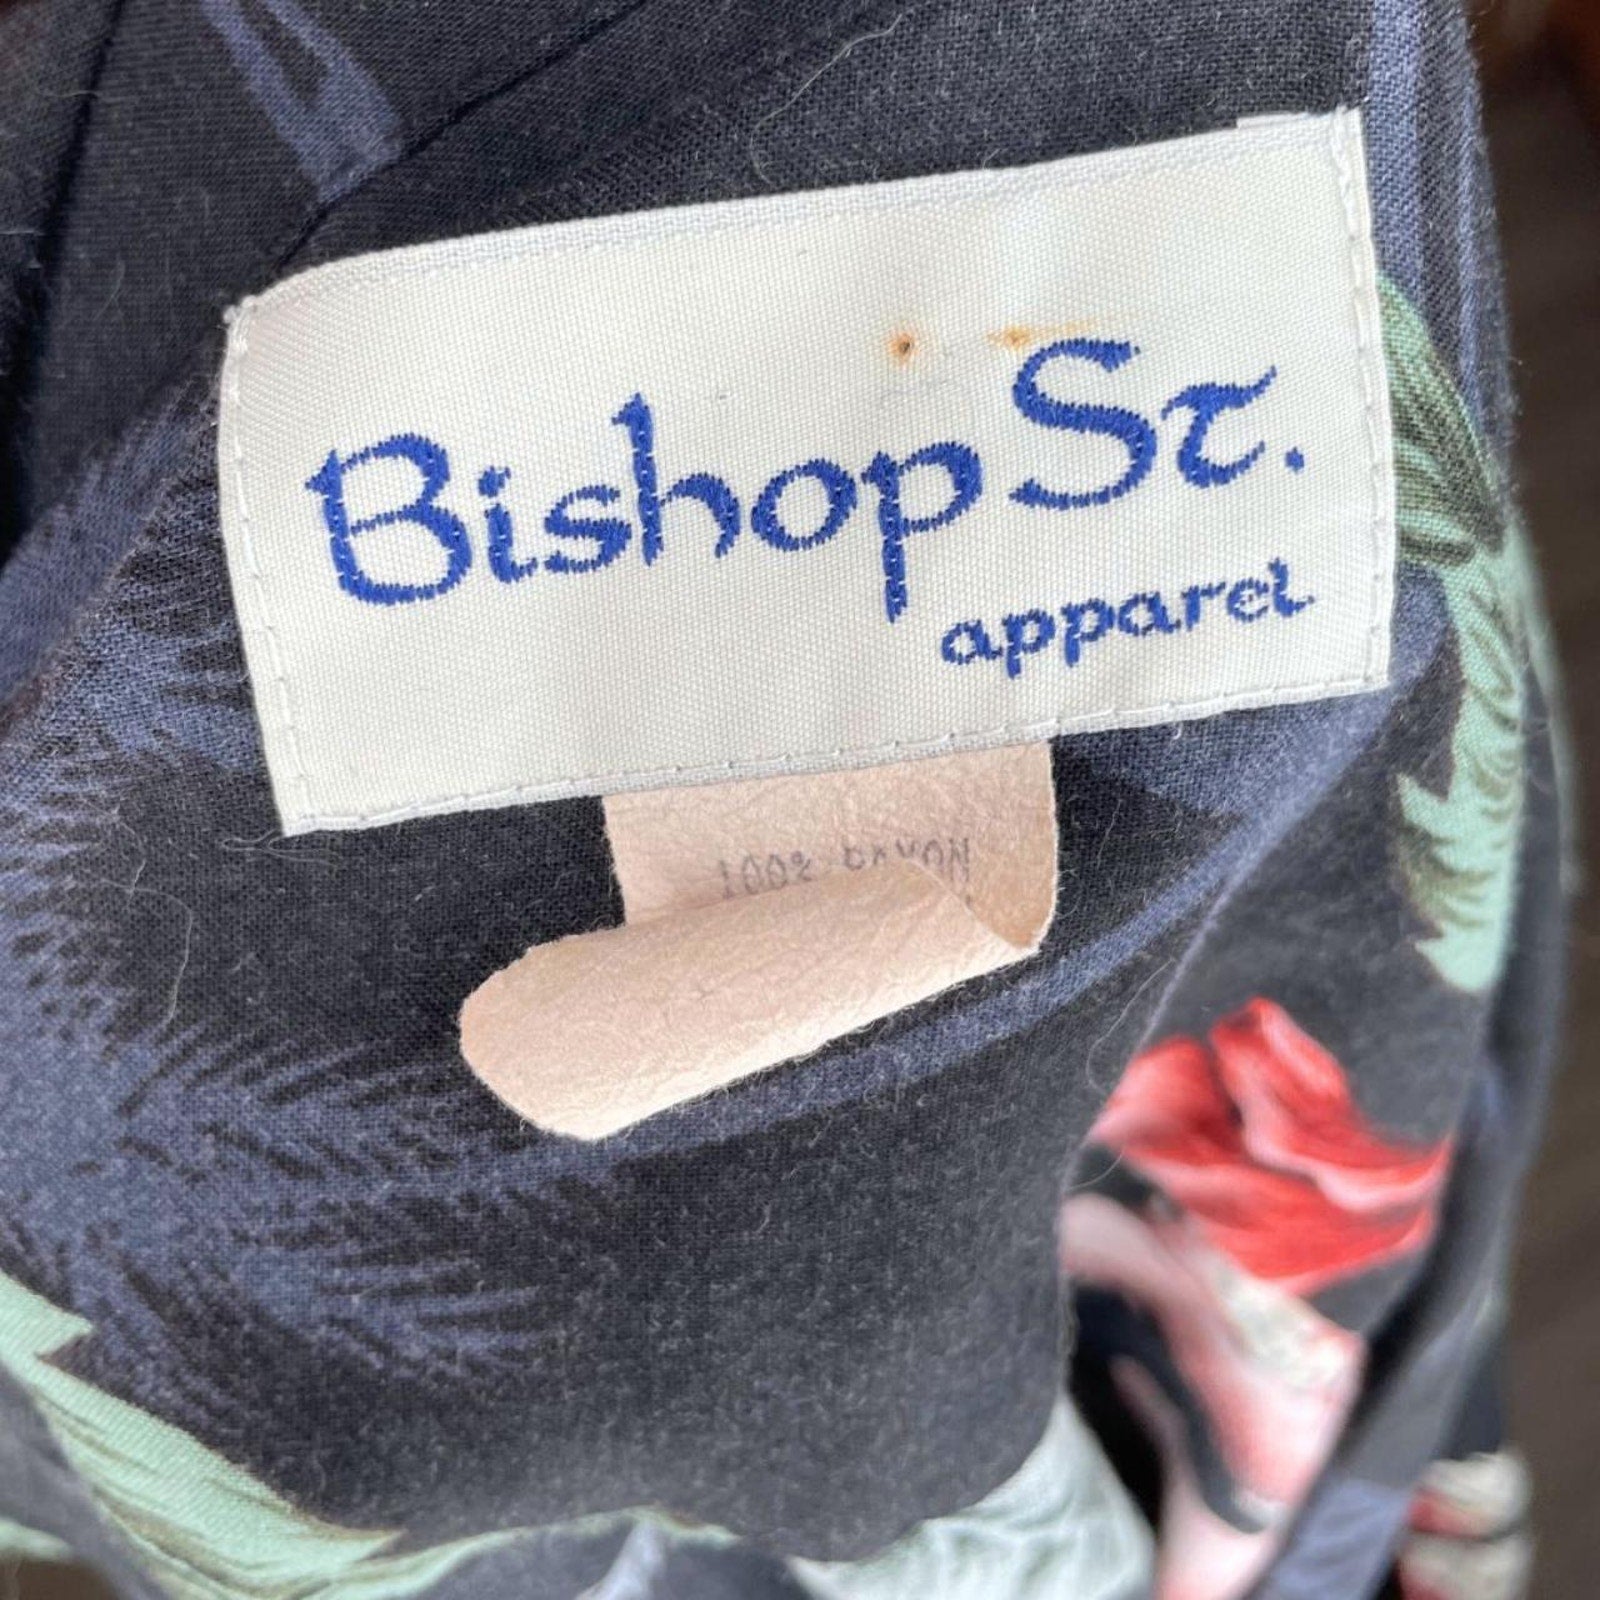 Bishop St.
apparel
100% RAYON